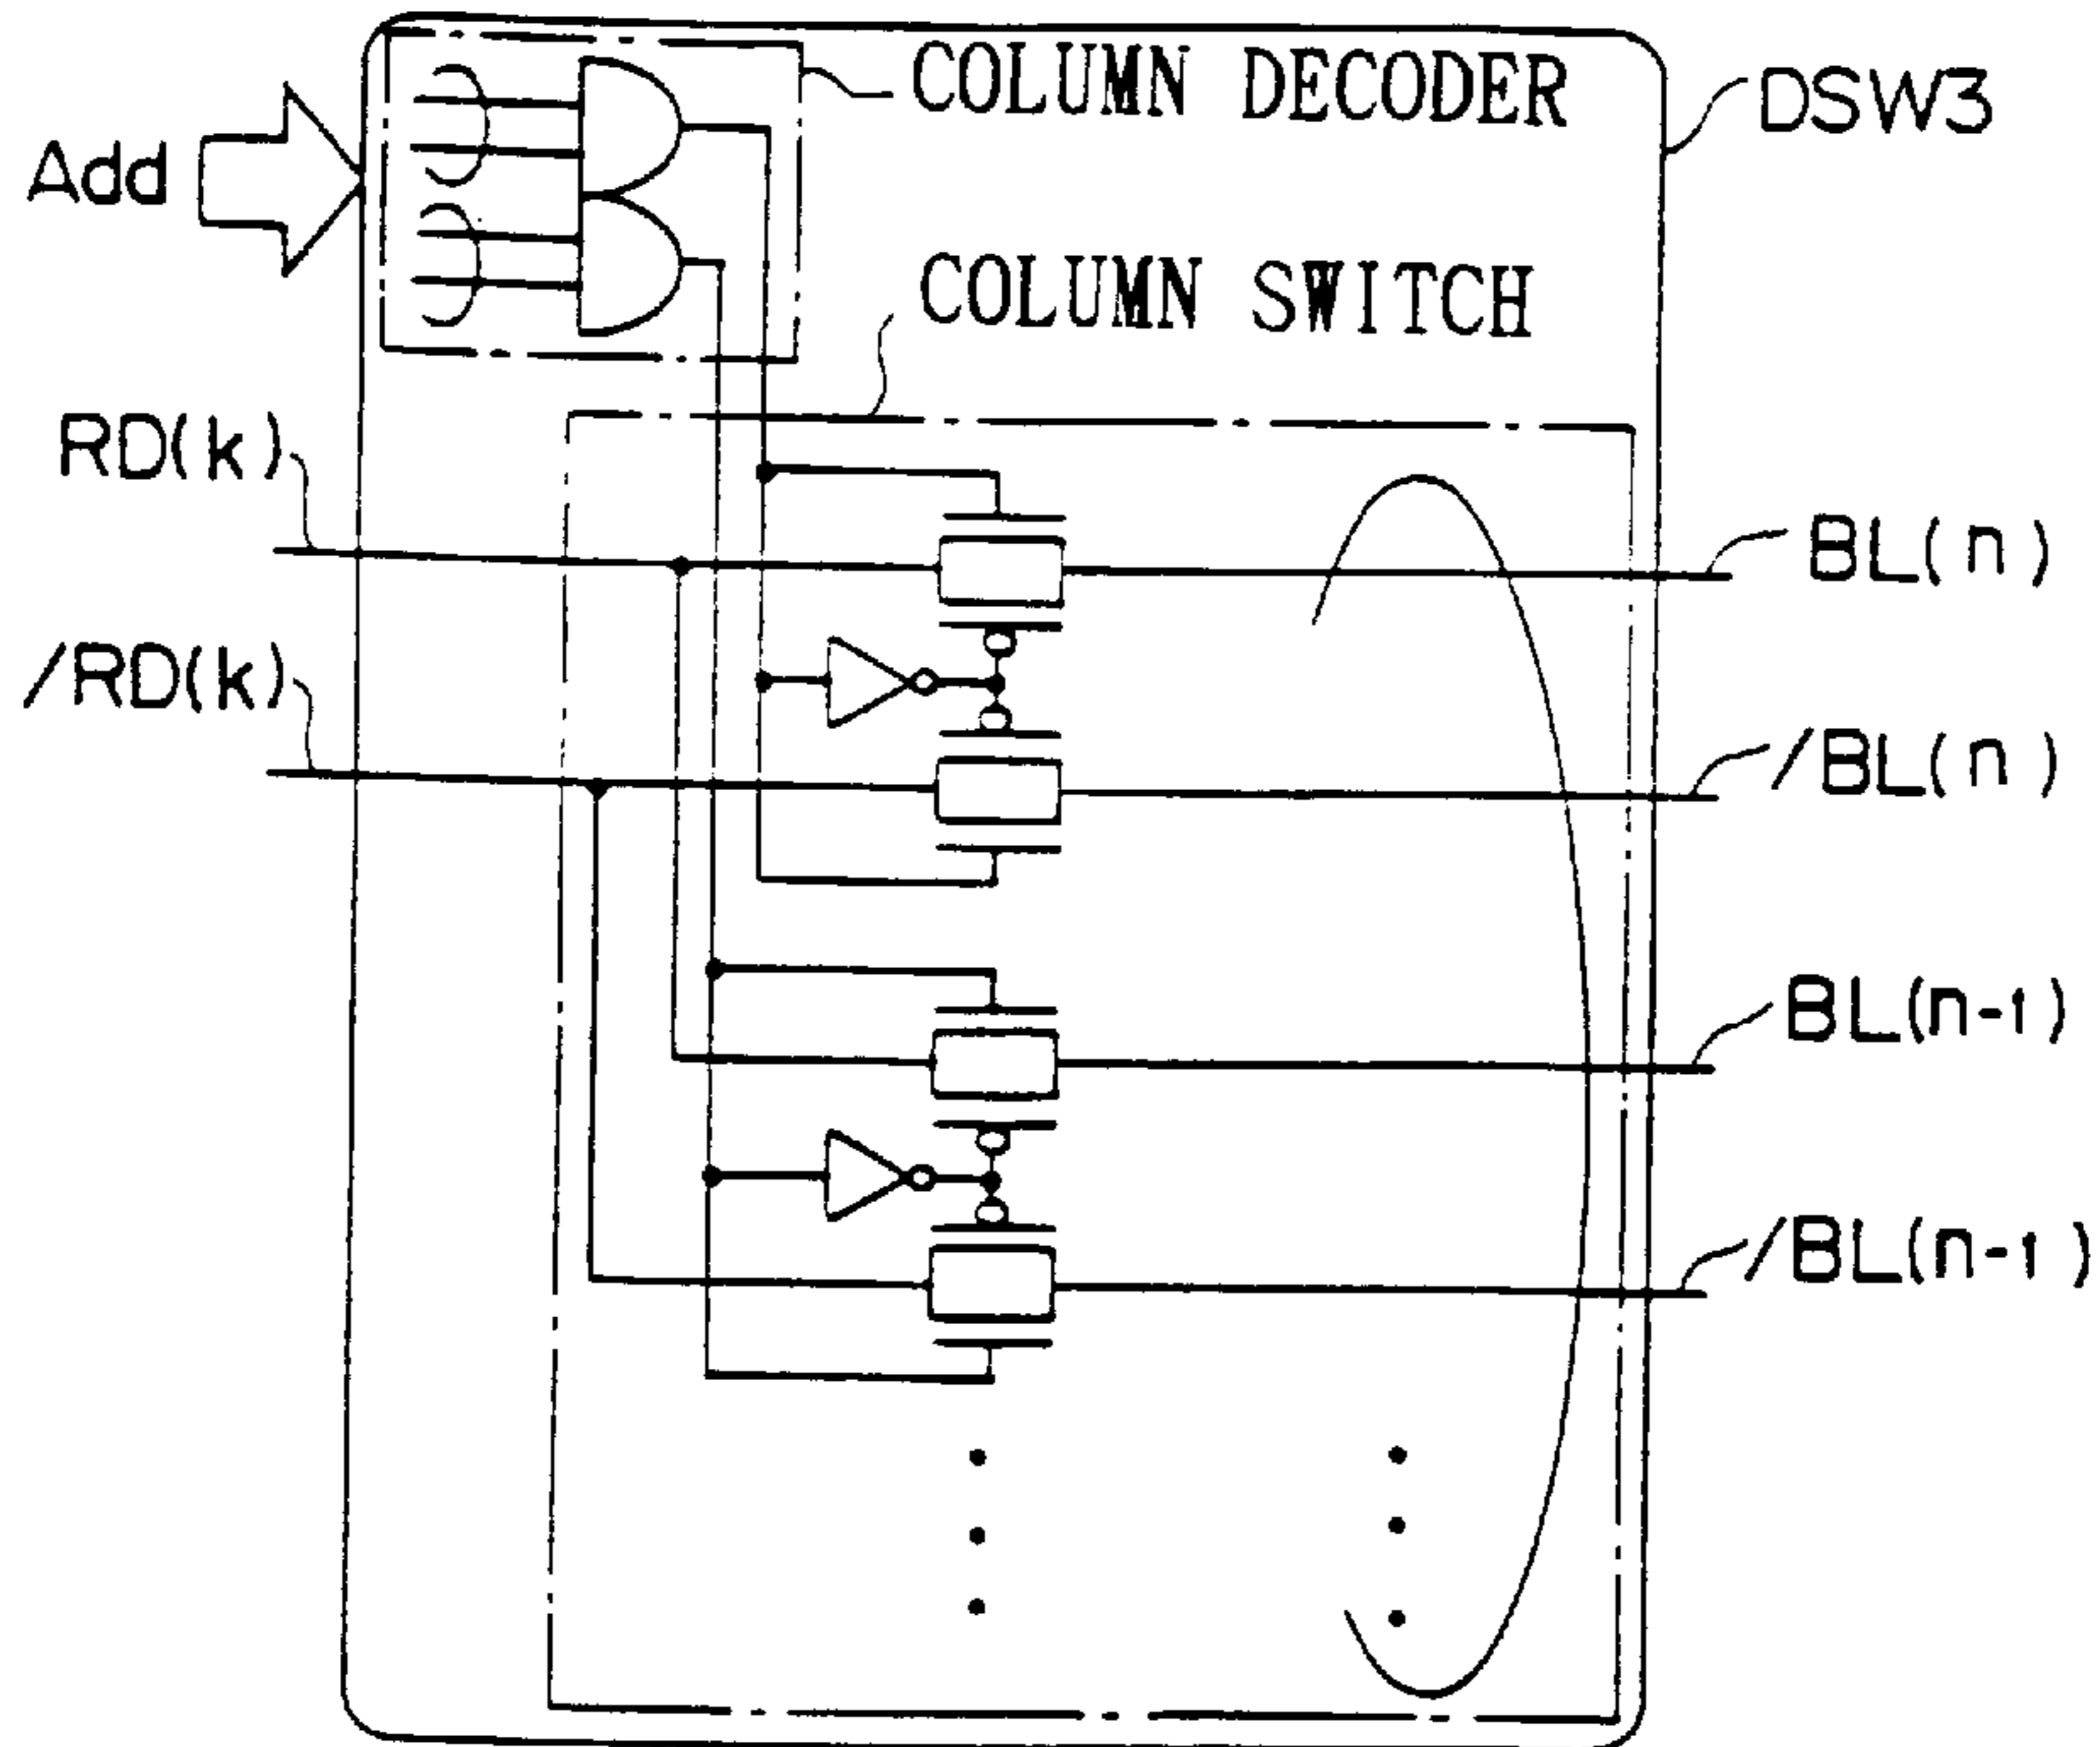 COLUMN DECODER
DSW3
Add
COLUMN SWITCH
RD(k)
BL(n)
/RD(k)
/BL(n)
BL(n-1)
/BL(n-1)